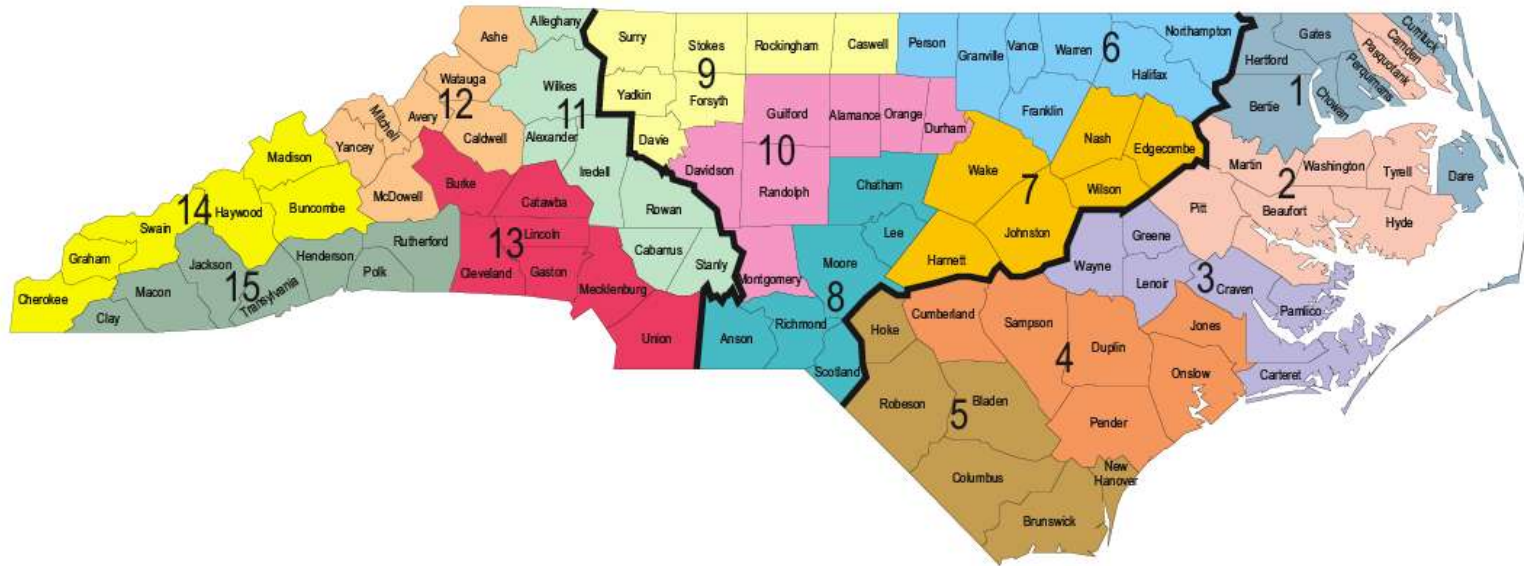 Alleghany
Ashe
Surry
Stokes
Rockingham
Caswell
Person
Granville
Vance
Warren
Northampton
6
Halifax
Hertford
Gates
Currituck
Camden
Pasquotank
Perquimans
Chowan
Bertie
1
Watauga
12
Wilkes
11
Yadkin
9
Forsyth
Guilford
Alamance
Orange
Durham
Franklin
Nash
Edgecombe
Mitchell
Avery
Yancey
Caldwell
Alexander
Davie
Davidson
10
Randolph
Wake
7
Wilson
Martin
Washington
Tyrrell
Dare
2
Madison
McDowell
Burke
Iredell
Catawba
Rowan
Chatham
Johnston
Pitt
Beaufort
Hyde
14
Haywood
Buncombe
Swain
Graham
Cherokee
Rutherford
13
Lincoln
Cleveland
Gaston
Cabarrus
Stanly
Montgomery
Moore
Lee
Harnett
8
Greene
Wayne
Lenoir
3
Craven
Pamlico
Jackson
Henderson
Polk
Macon
15
Transylvania
Clay
Mecklenburg
Union
Anson
Richmond
Scotland
Hoke
Cumberland
Sampson
Duplin
4
Jones
Onslow
Carteret
Robeson
5
Bladen
Pender
Columbus
New
Hanover
Brunswick